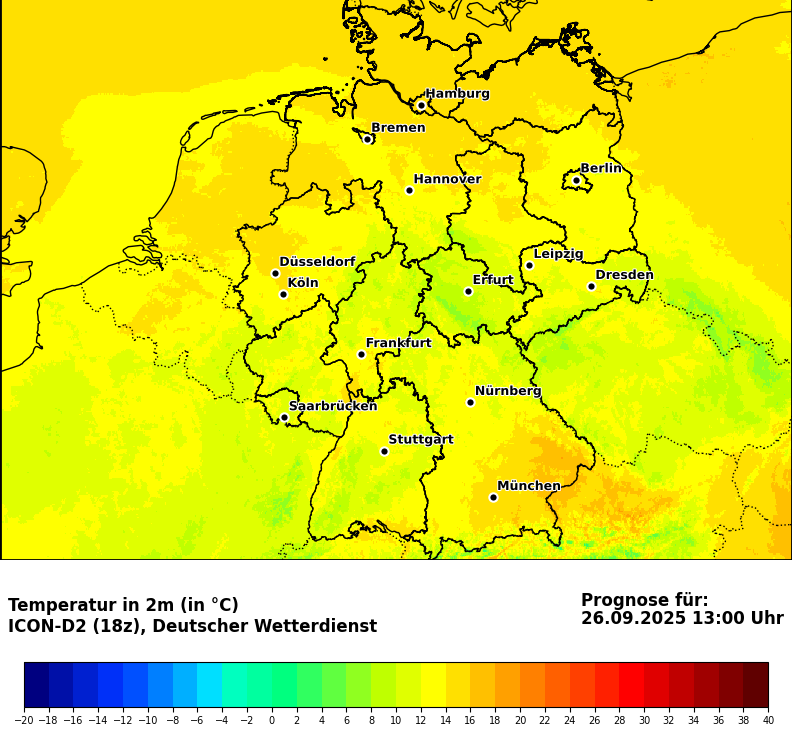 Hamburg
Bremen
Berlin
Hannover
Leipzig
Düsseldorf
Dresden
Köln
Erfurt
Frankfurt
Nürnberg
Saarbrücken
Stuttgart
München
Temperatur in 2m (in °C)
ICON-D2 (18z), Deutscher Wetterdienst
Prognose für:
26.09.2025 13:00 Uhr
−20 −18 −16 −14 −12 −10 −8 −6 −4 −2 0 2 4 6 8 10 12 14 16 18 20 22 24 26 28 30 32 34 36 38 40